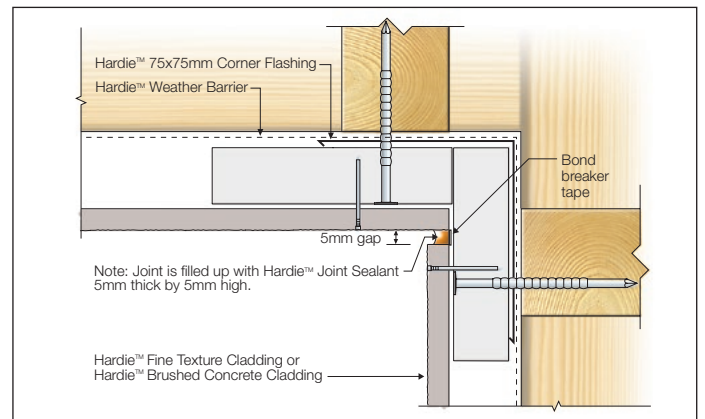 Hardie™ 75x75mm Corner Flashing
Hardie™ Weather Barrier
Bond
breaker
tape
5mm gap
Note: Joint is filled up with Hardie™ Joint Sealant
5mm thick by 5mm high.
Hardie™ Fine Texture Cladding or
Hardie™ Brushed Concrete Cladding